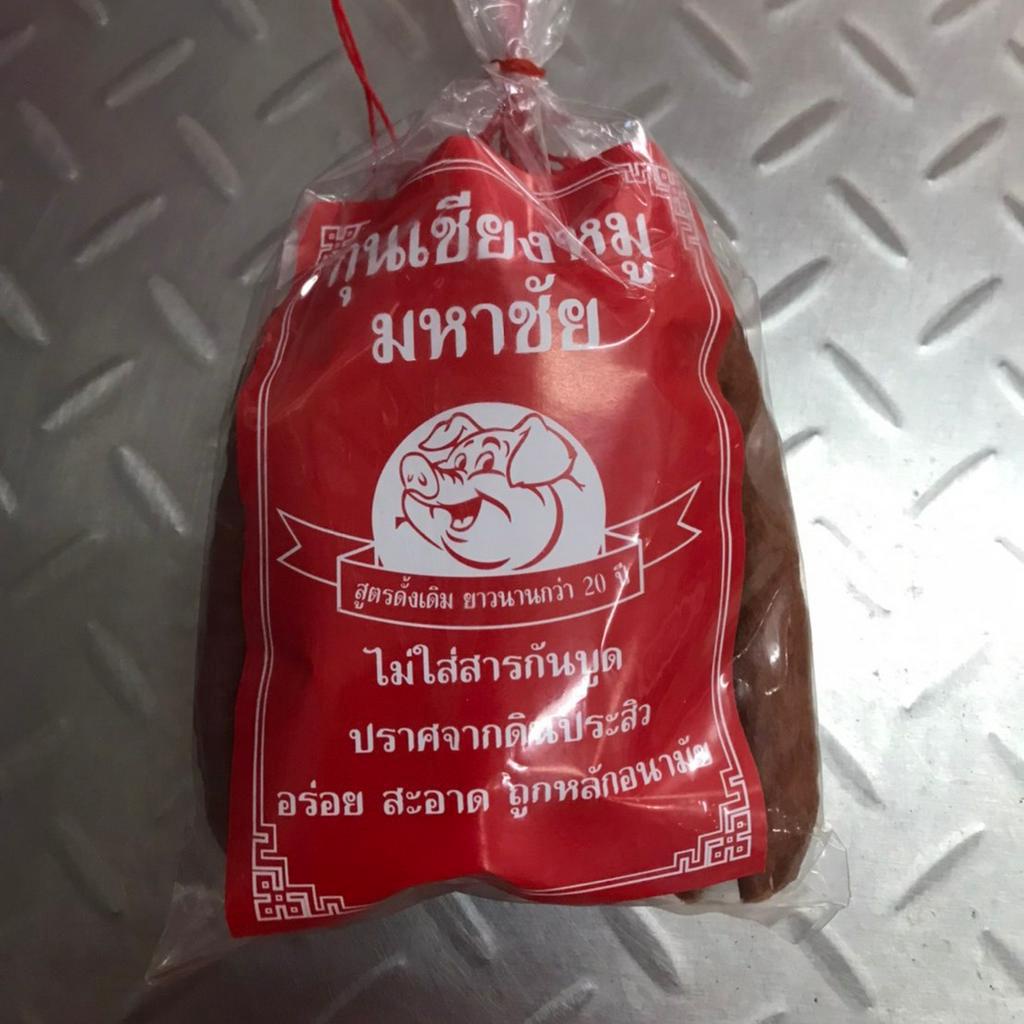 กุนเชียงหมู
มหาชัย
สูตรดั้งเดิม ยาวนานกว่า 20 ปี
ไม่ใส่สารกันบูด
ปราศจากดินประสิว
อร่อย สะอาด ถูกหลักอนามัย